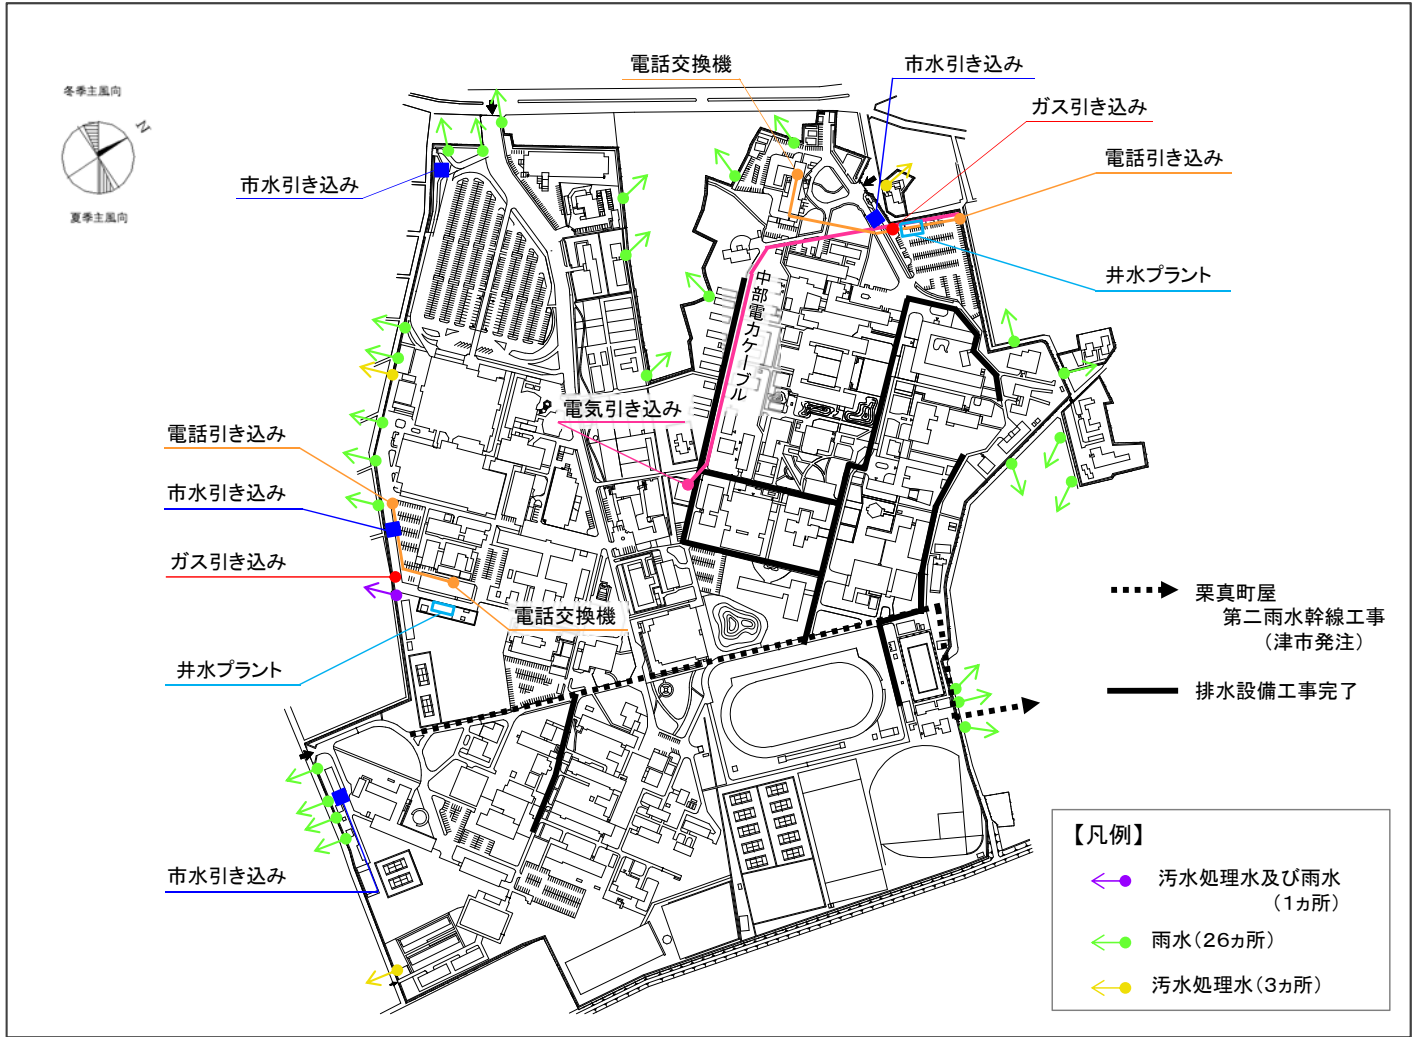 電話交換機
市水引き込み
冬季主風向
ガス引き込み
N
電話引き込み
市水引き込み
夏季主風向
井水プラント
中部電力ケーブル
電気引き込み
電話引き込み
市水引き込み
ガス引き込み
栗真町屋
第二雨水幹線工事
(津市発注)
電話交換機
井水プラント
排水設備工事完了
【凡例】
市水引き込み
汚水処理水及び雨水
(1ヵ所)
雨水(26ヵ所)
汚水処理水(3ヵ所)